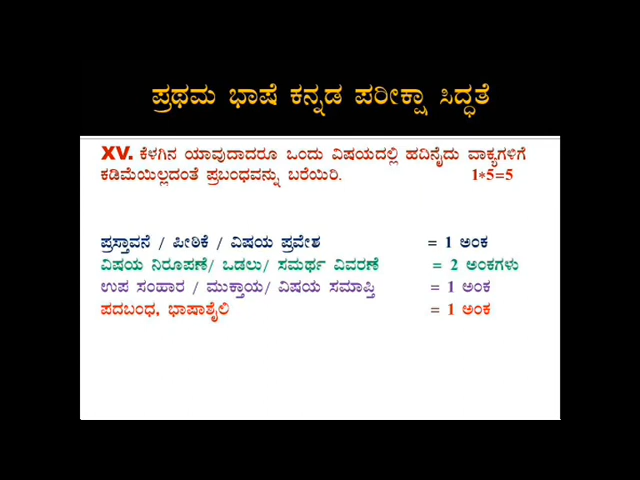 ಪ್ರಥಮ ಭಾಷೆ ಕನ್ನಡ ಪರೀಕ್ಷಾ ಸಿದ್ಧತೆ
XV. ಕೆಳಗಿನ ಯಾವುದಾದರೂ ಒಂದು ವಿಷಯದಲ್ಲಿ ಹದಿನೈದು ವಾಕ್ಯಗಳಿಗೆ
ಕಡಿಮೆಯಿಲ್ಲದಂತೆ ಪ್ರಬಂಧವನ್ನು ಬರೆಯಿರಿ. 1*5=5
ಪ್ರಸ್ತಾವನೆ / ಪೀಠಿಕೆ / ವಿಷಯ ಪ್ರವೇಶ = 1 ಅಂಕ
ವಿಷಯ ನಿರೂಪಣೆ/ ಒಡಲು/ ಸಮರ್ಥ ವಿವರಣೆ = 2 ಅಂಕಗಳು
ಉಪ ಸಂಹಾರ / ಮುಕ್ತಾಯ/ ವಿಷಯ ಸಮಾಪ್ತಿ = 1 ಅಂಕ
ಪದಬಂಧ, ಭಾಷಾಶೈಲಿ = 1 ಅಂಕ